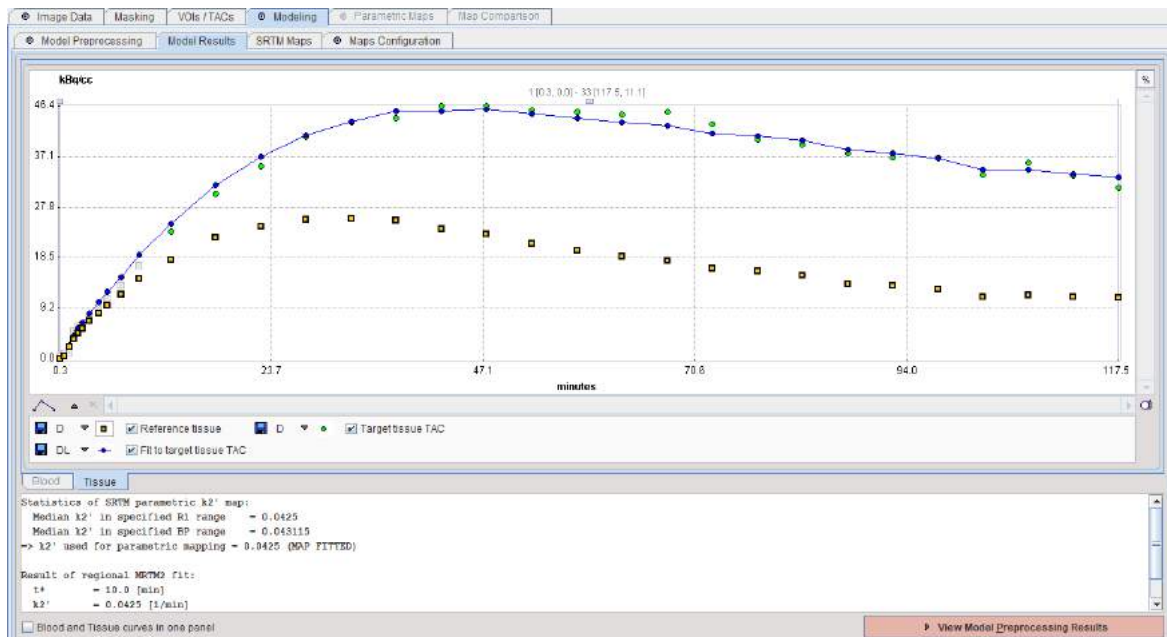 Image Data Masking VOIs / TACs Modeling Parametric Maps Map Comparison
Model Preprocessing Model Results SRTM Maps Maps Configuration
kBq/cc
%
1 [0.3, 0.0] - 33 [117.5, 11.1]
46.4
37.1
27.8
18.5
9.2
0.0
0.3 23.7 47.1 70.6 94.0 117.5
minutes
D Reference tissue D Target tissue TAC
DL Fit to target tissue TAC
Blood Tissue
Statistics of SRTM parametric k2' map:
Median k2' in specified R1 range = 0.0425
Median k2' in specified BP range = 0.043115
=> k2' used for parametric mapping = 0.0425 (MAP FITTED)
Result of regional MRTM2 fit:
t* = 10.0 [min]
k2' = 0.0425 [1/min]
Blood and Tissue curves in one panel View Model Preprocessing Results